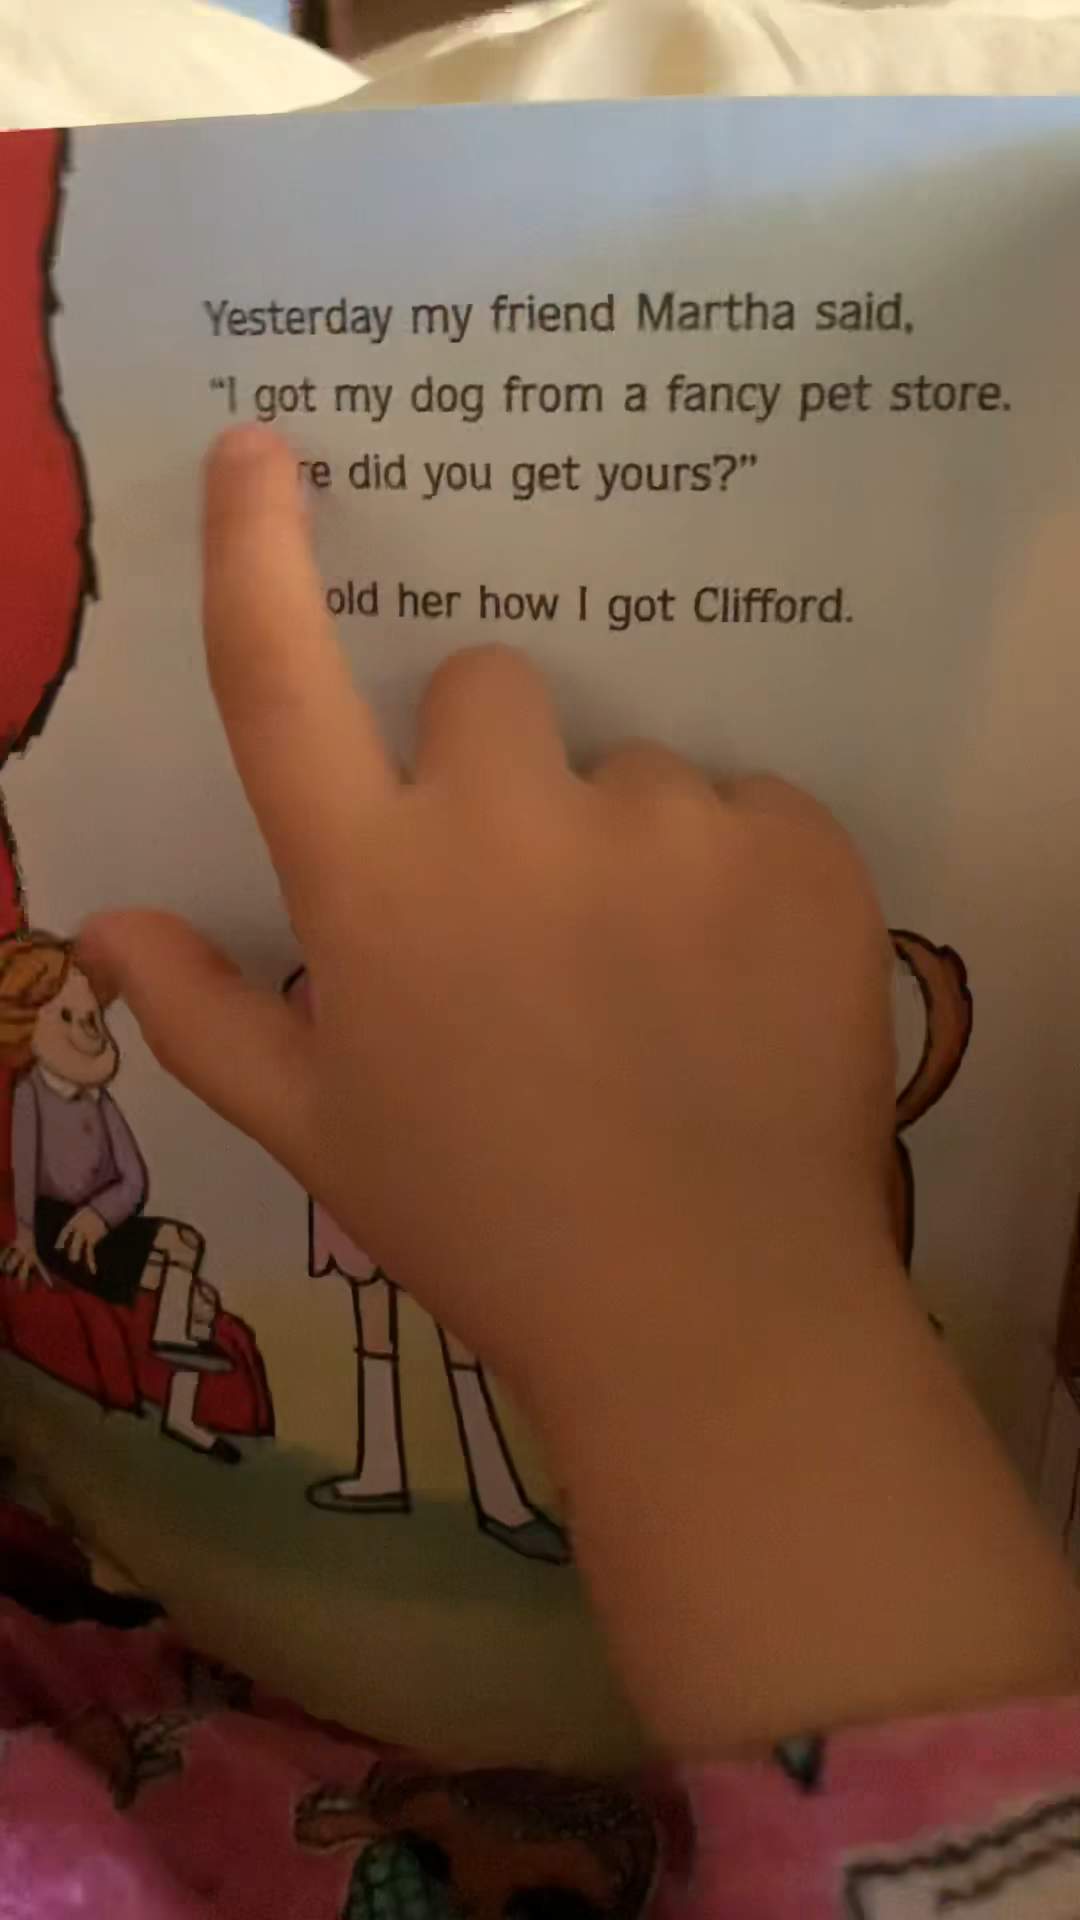 Yesterday my friend Martha said,
“I got my dog from a fancy pet store.
re did you get yours?”
old her how I got Clifford.